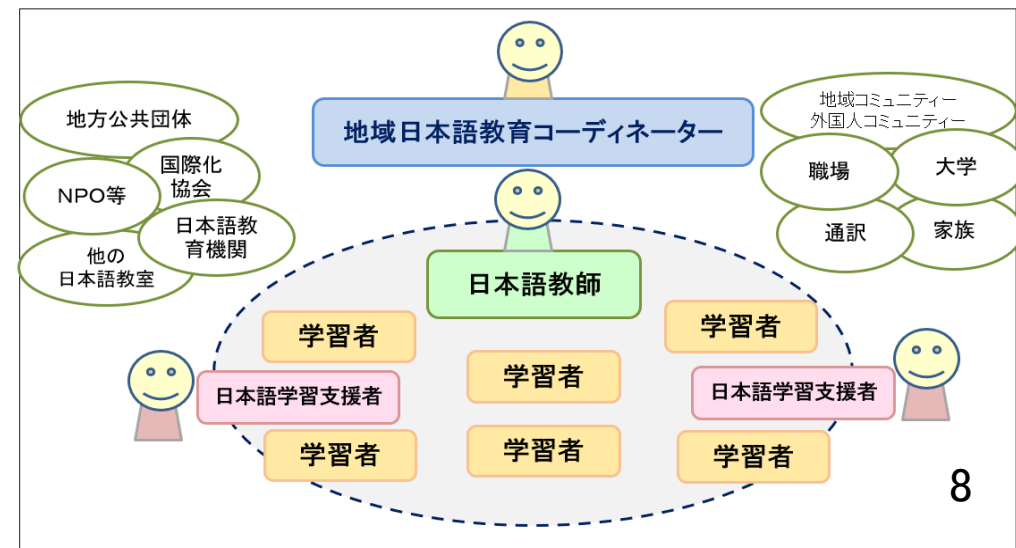 地域日本語教育コーディネーター
地方公共団体
国際化
協会
NPO等
日本語教
育機関
他の
日本語教室
地域コミュニティー
外国人コミュニティー
職場
大学
通訳
家族
日本語教師
学習者
学習者
学習者
日本語学習支援者
日本語学習支援者
学習者
学習者
学習者
8